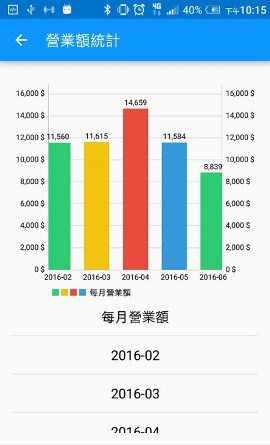 4G 40% 下午10:15
營業額統計
16,000 $ 16,000 $
14,659
14,000 $ 14,000 $
11,560 11,615 11,584
12,000 $ 12,000 $
10,000 $ 10,000 $
8,839
8,000 $ 8,000 $
6,000 $ 6,000 $
4,000 $ 4,000 $
2,000 $ 2,000 $
0 $ 0 $
2016-02 2016-03 2016-04 2016-05 2016-06
每月營業額
每月營業額
2016-02
2016-03
2016-04